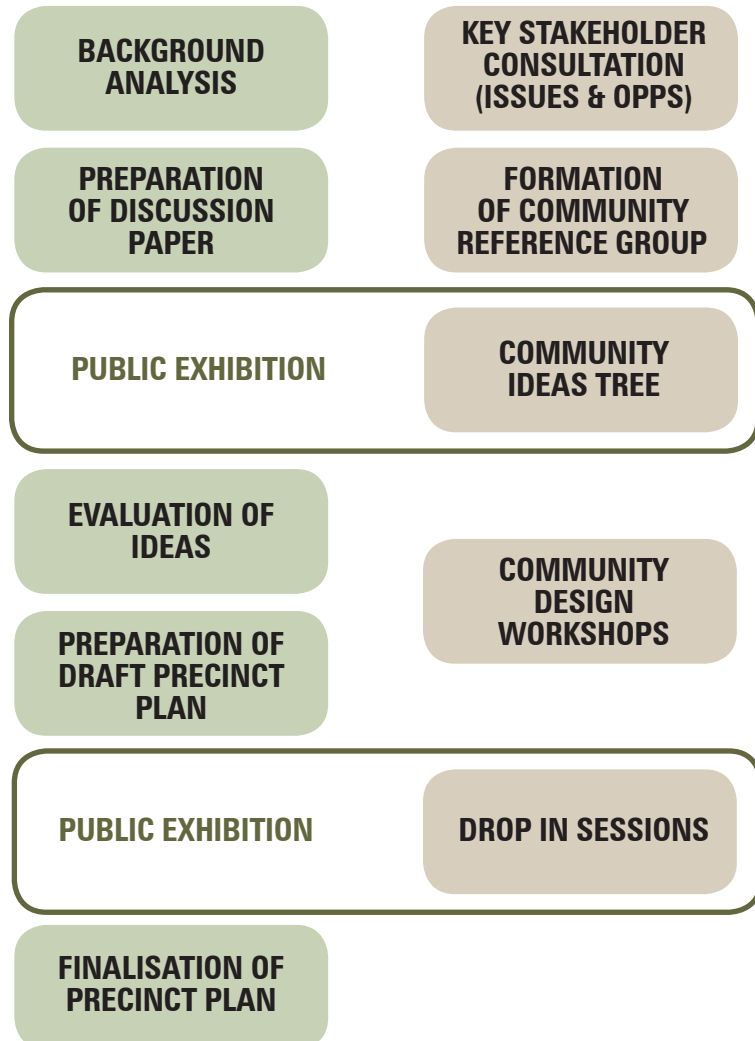 BACKGROUND
ANALYSIS
KEY STAKEHOLDER
CONSULTATION
(ISSUES & OPPS)
PREPARATION
OF DISCUSSION
PAPER
FORMATION
OF COMMUNITY
REFERENCE GROUP
PUBLIC EXHIBITION
COMMUNITY
IDEAS TREE
EVALUATION OF
IDEAS
COMMUNITY
DESIGN
WORKSHOPS
PREPARATION OF
DRAFT PRECINCT
PLAN
PUBLIC EXHIBITION
DROP IN SESSIONS
FINALISATION OF
PRECINCT PLAN